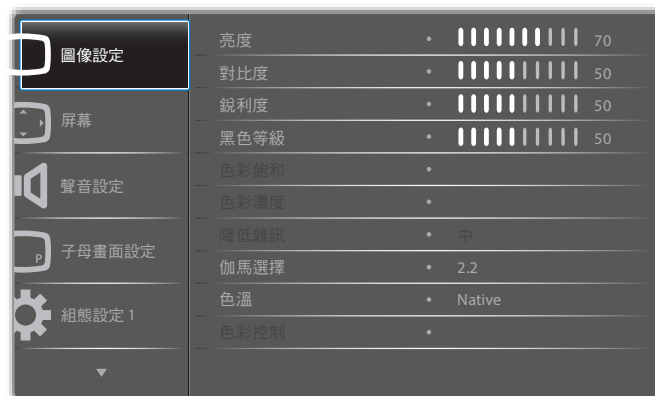 圖像設定
屏幕
聲音設定
P 子母畫面設定
組態設定 1
亮度 • 70
對比度 • 50
銳利度 • 50
黑色等級 • 50
色彩飽和 •
色彩濃度 •
降低雜訊 • 中
伽馬選擇 • 2.2
色溫 • Native
色彩控制 •